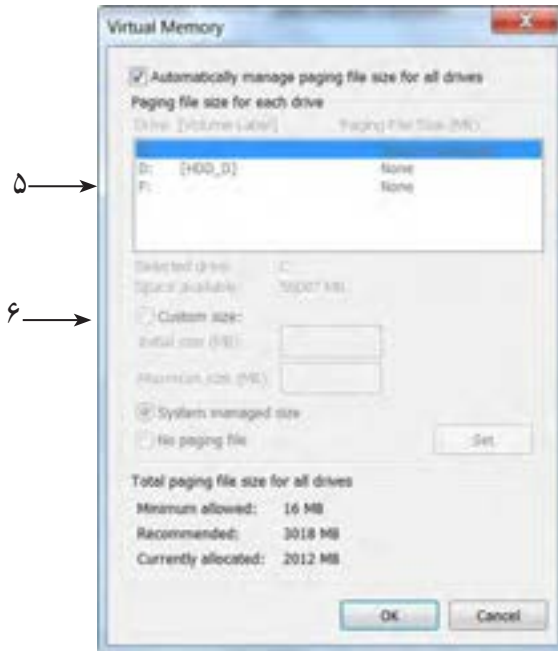 Virtual Memory
Automatically manage paging file size for all drives
Paging file size for each drive
Drive [Volume Label] Paging File Size (MB)
D: [HDD_D] None
۵
F: None
Selected drive: C:
Space available: MB
۶
Custom size:
Initial size (MB):
Maximum size (MB):
System managed size
No paging file Set
Total paging file size for all drives
Minimum allowed: 16 MB
Recommended: 3018 MB
Currently allocated: 2012 MB
OK Cancel